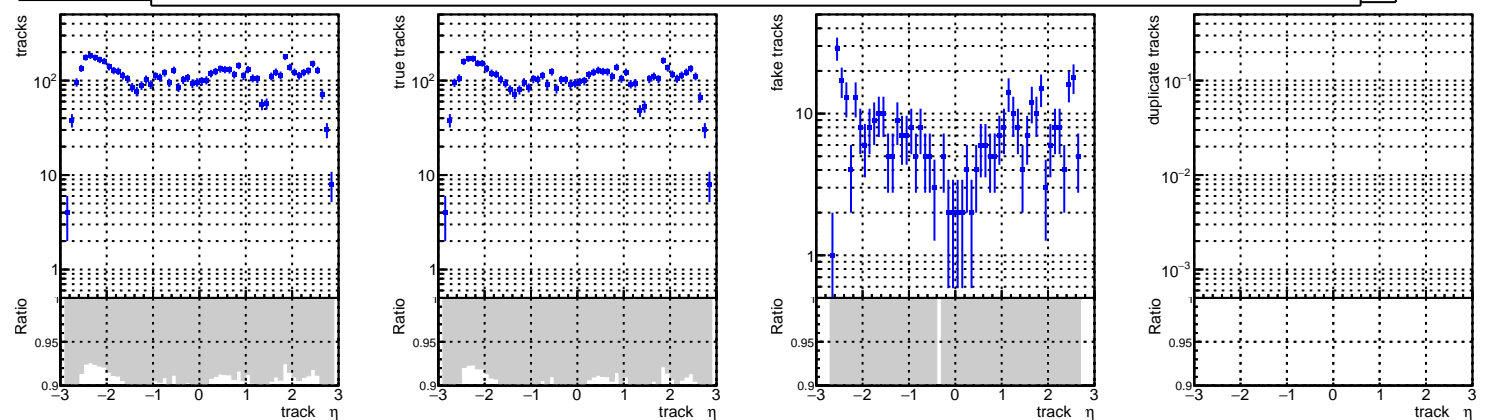 tracks
10²
10
1
Ratio
1
0.95
0.9
−3 −2 −1 0 1 2 3
track η
true tracks
10²
10
1
Ratio
1
0.95
0.9
−3 −2 −1 0 1 2 3
track η
fake tracks
10
1
Ratio
1
0.95
0.9
−3 −2 −1 0 1 2 3
track η
duplicate tracks
10⁻¹
10⁻²
10⁻³
Ratio
1
0.95
0.9
−3 −2 −1 0 1 2 3
track η